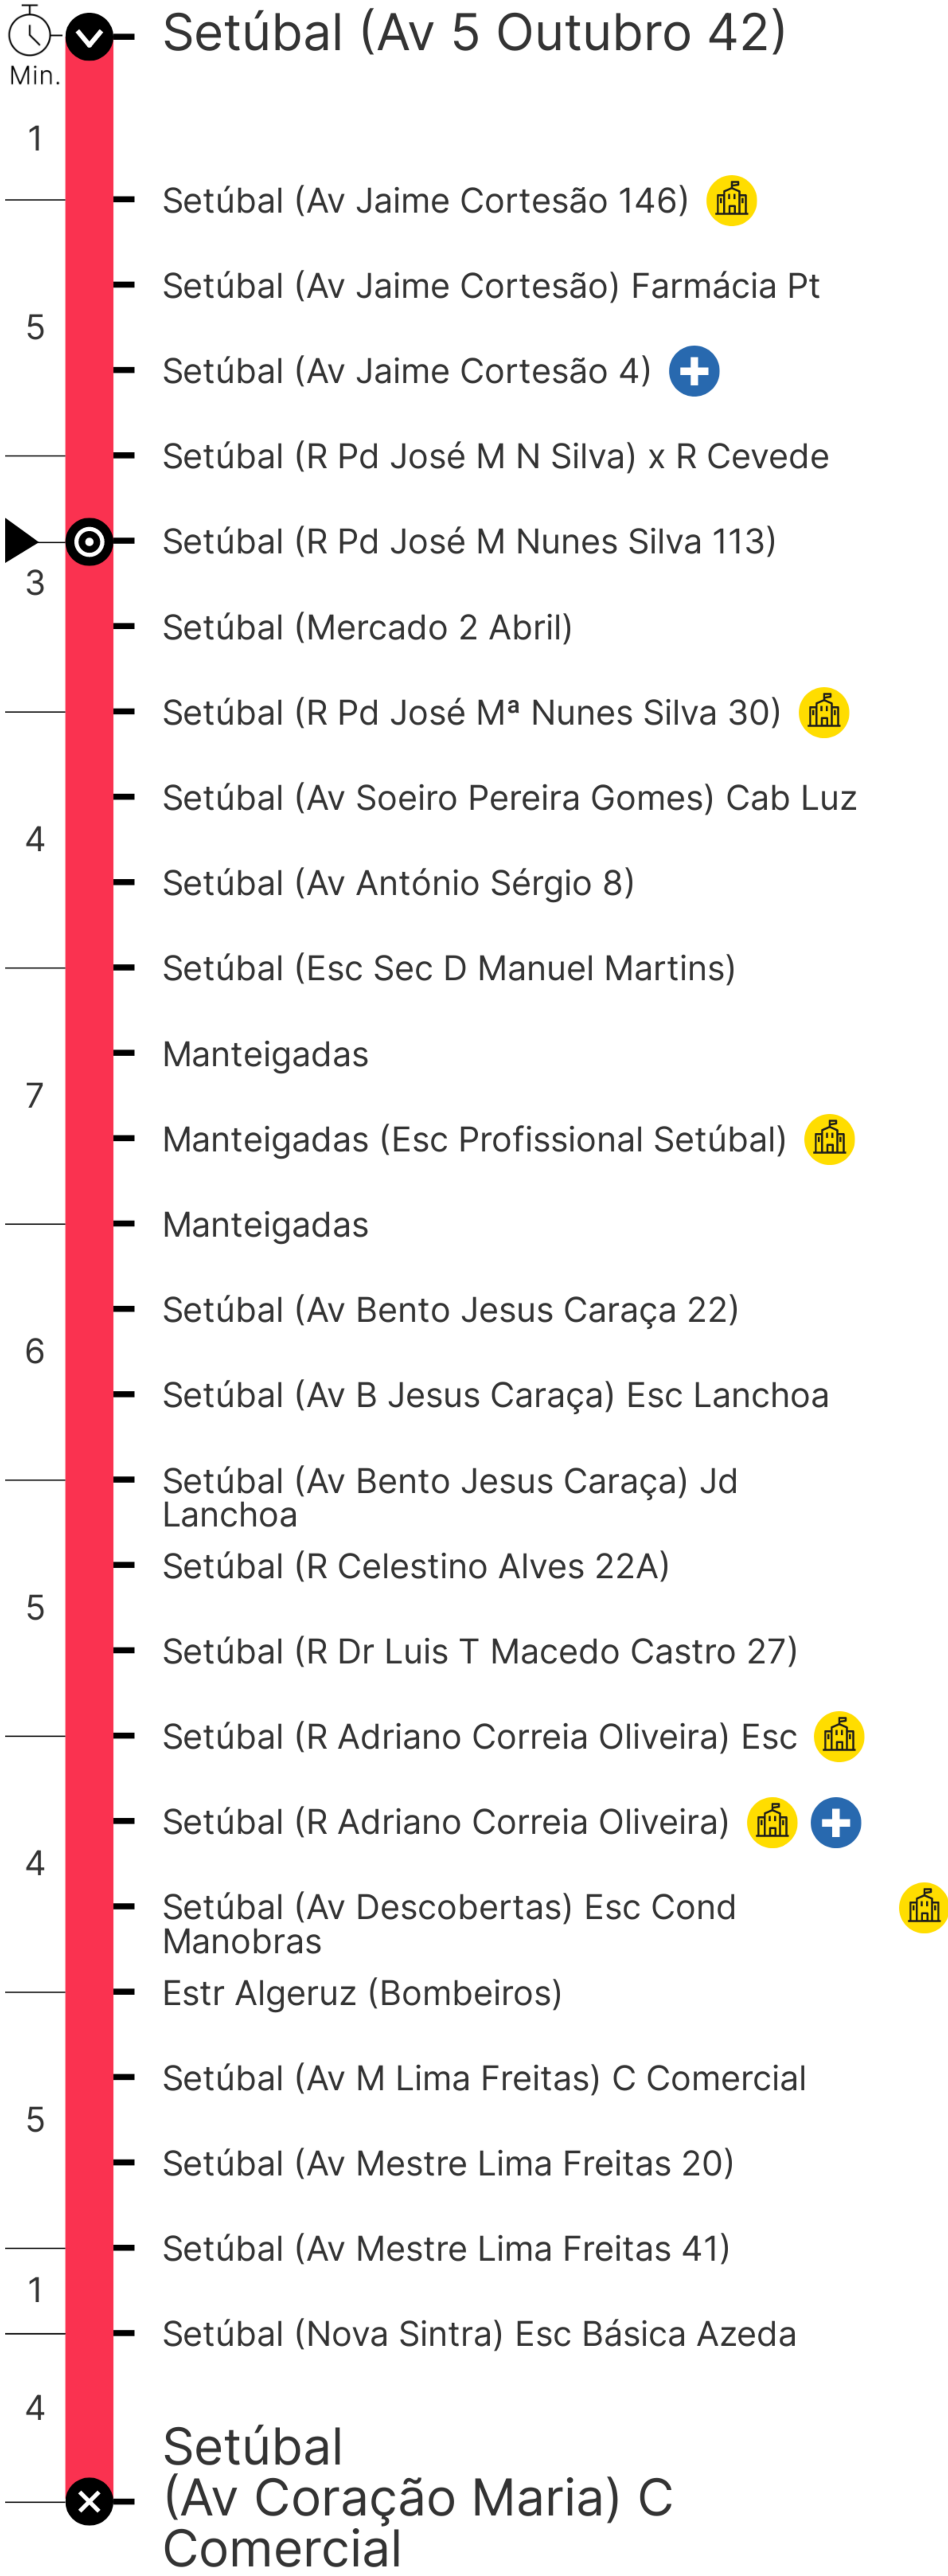 Setúbal (Av 5 Outubro 42)
Min.
1
Setúbal (Av Jaime Cortesão 146)
Setúbal (Av Jaime Cortesão) Farmácia Pt
5
Setúbal (Av Jaime Cortesão 4)
Setúbal (R Pd José M N Silva) x R Cevede
Setúbal (R Pd José M Nunes Silva 113)
3
Setúbal (Mercado 2 Abril)
Setúbal (R Pd José Mª Nunes Silva 30)
Setúbal (Av Soeiro Pereira Gomes) Cab Luz
4
Setúbal (Av António Sérgio 8)
Setúbal (Esc Sec D Manuel Martins)
Manteigadas
7
Manteigadas (Esc Profissional Setúbal)
Manteigadas
Setúbal (Av Bento Jesus Caraça 22)
6
Setúbal (Av B Jesus Caraça) Esc Lanchoa
Setúbal (Av Bento Jesus Caraça) Jd
Lanchoa
Setúbal (R Celestino Alves 22A)
5
Setúbal (R Dr Luis T Macedo Castro 27)
Setúbal (R Adriano Correia Oliveira) Esc
Setúbal (R Adriano Correia Oliveira)
4
Setúbal (Av Descobertas) Esc Cond
Manobras
Estr Algeruz (Bombeiros)
Setúbal (Av M Lima Freitas) C Comercial
5
Setúbal (Av Mestre Lima Freitas 20)
Setúbal (Av Mestre Lima Freitas 41)
1
Setúbal (Nova Sintra) Esc Básica Azeda
4
Setúbal
(Av Coração Maria) C
Comercial